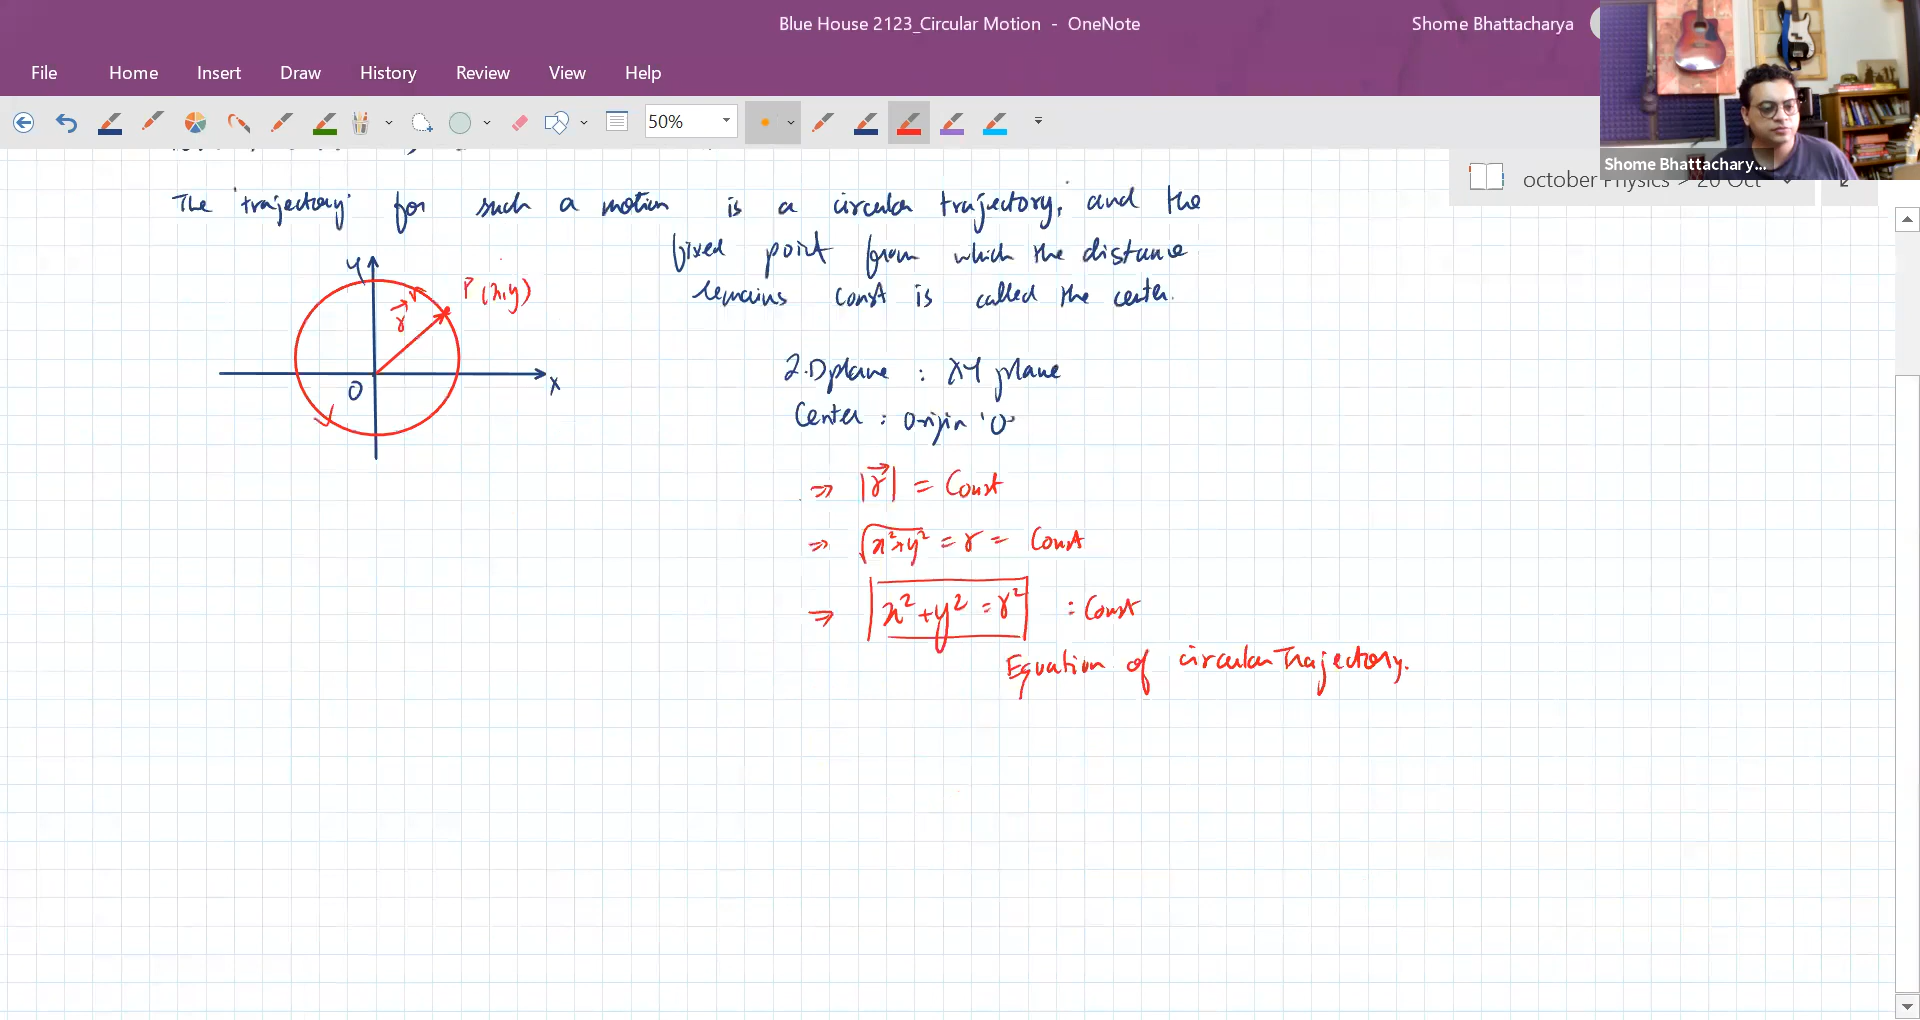 Blue House 2123_Circular Motion - OneNote
Shome Bhattacharya
File Home Insert Draw History Review View Help
50%
Shome Bhattachary...
october Physics > 20 Oct
The 'trajectory' for such a motion is a circular trajectory, and the
fixed point from which the distance
remains const is called the center.
Y
P (x,y)
r⃗
O
X
2-D plane : XY plane
Center : Origin 'O'
⇒ |r⃗| = Const
⇒ √x²+y² = r = Const
⇒ x² + y² = r² : Const
Equation of circular Trajectory.